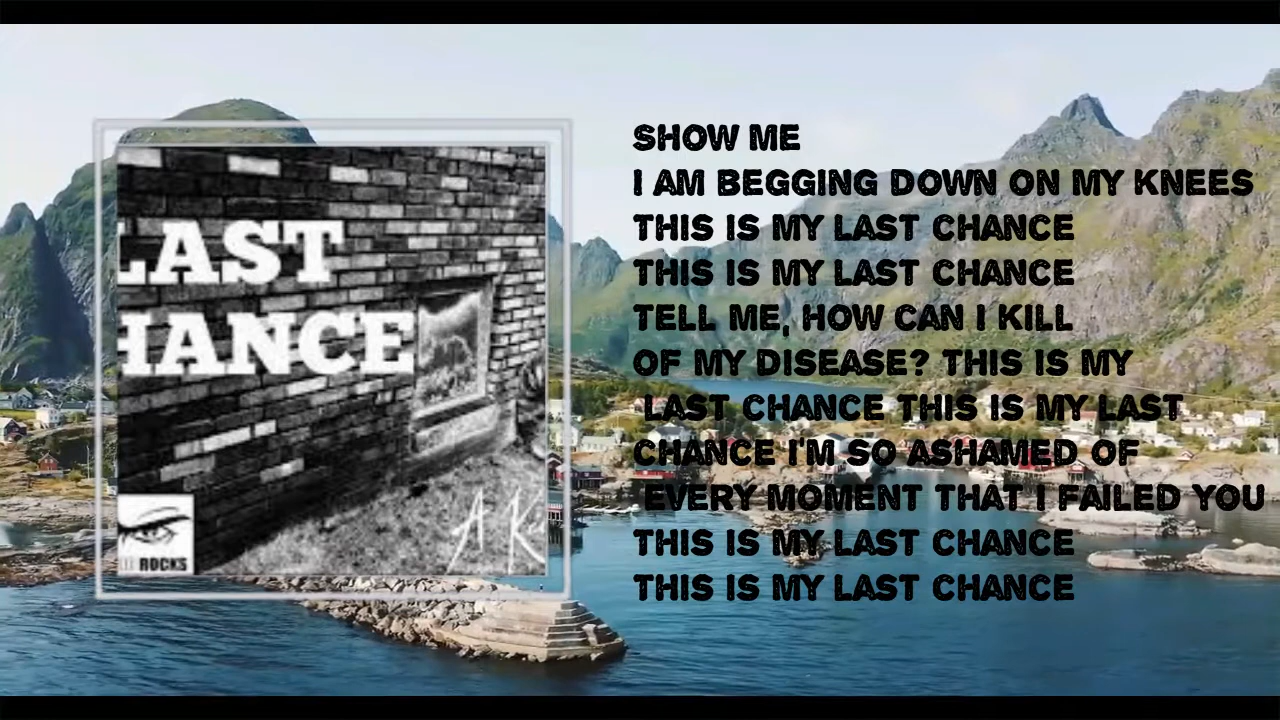 LAST
HANCE
ROCKS
SHOW ME
I AM BEGGING DOWN ON MY KNEES
THIS IS MY LAST CHANCE
THIS IS MY LAST CHANCE
TELL ME, HOW CAN I KILL
OF MY DISEASE? THIS IS MY
LAST CHANCE THIS IS MY LAST
CHANCE I'M SO ASHAMED OF
EVERY MOMENT THAT I FAILED YOU
THIS IS MY LAST CHANCE
THIS IS MY LAST CHANCE